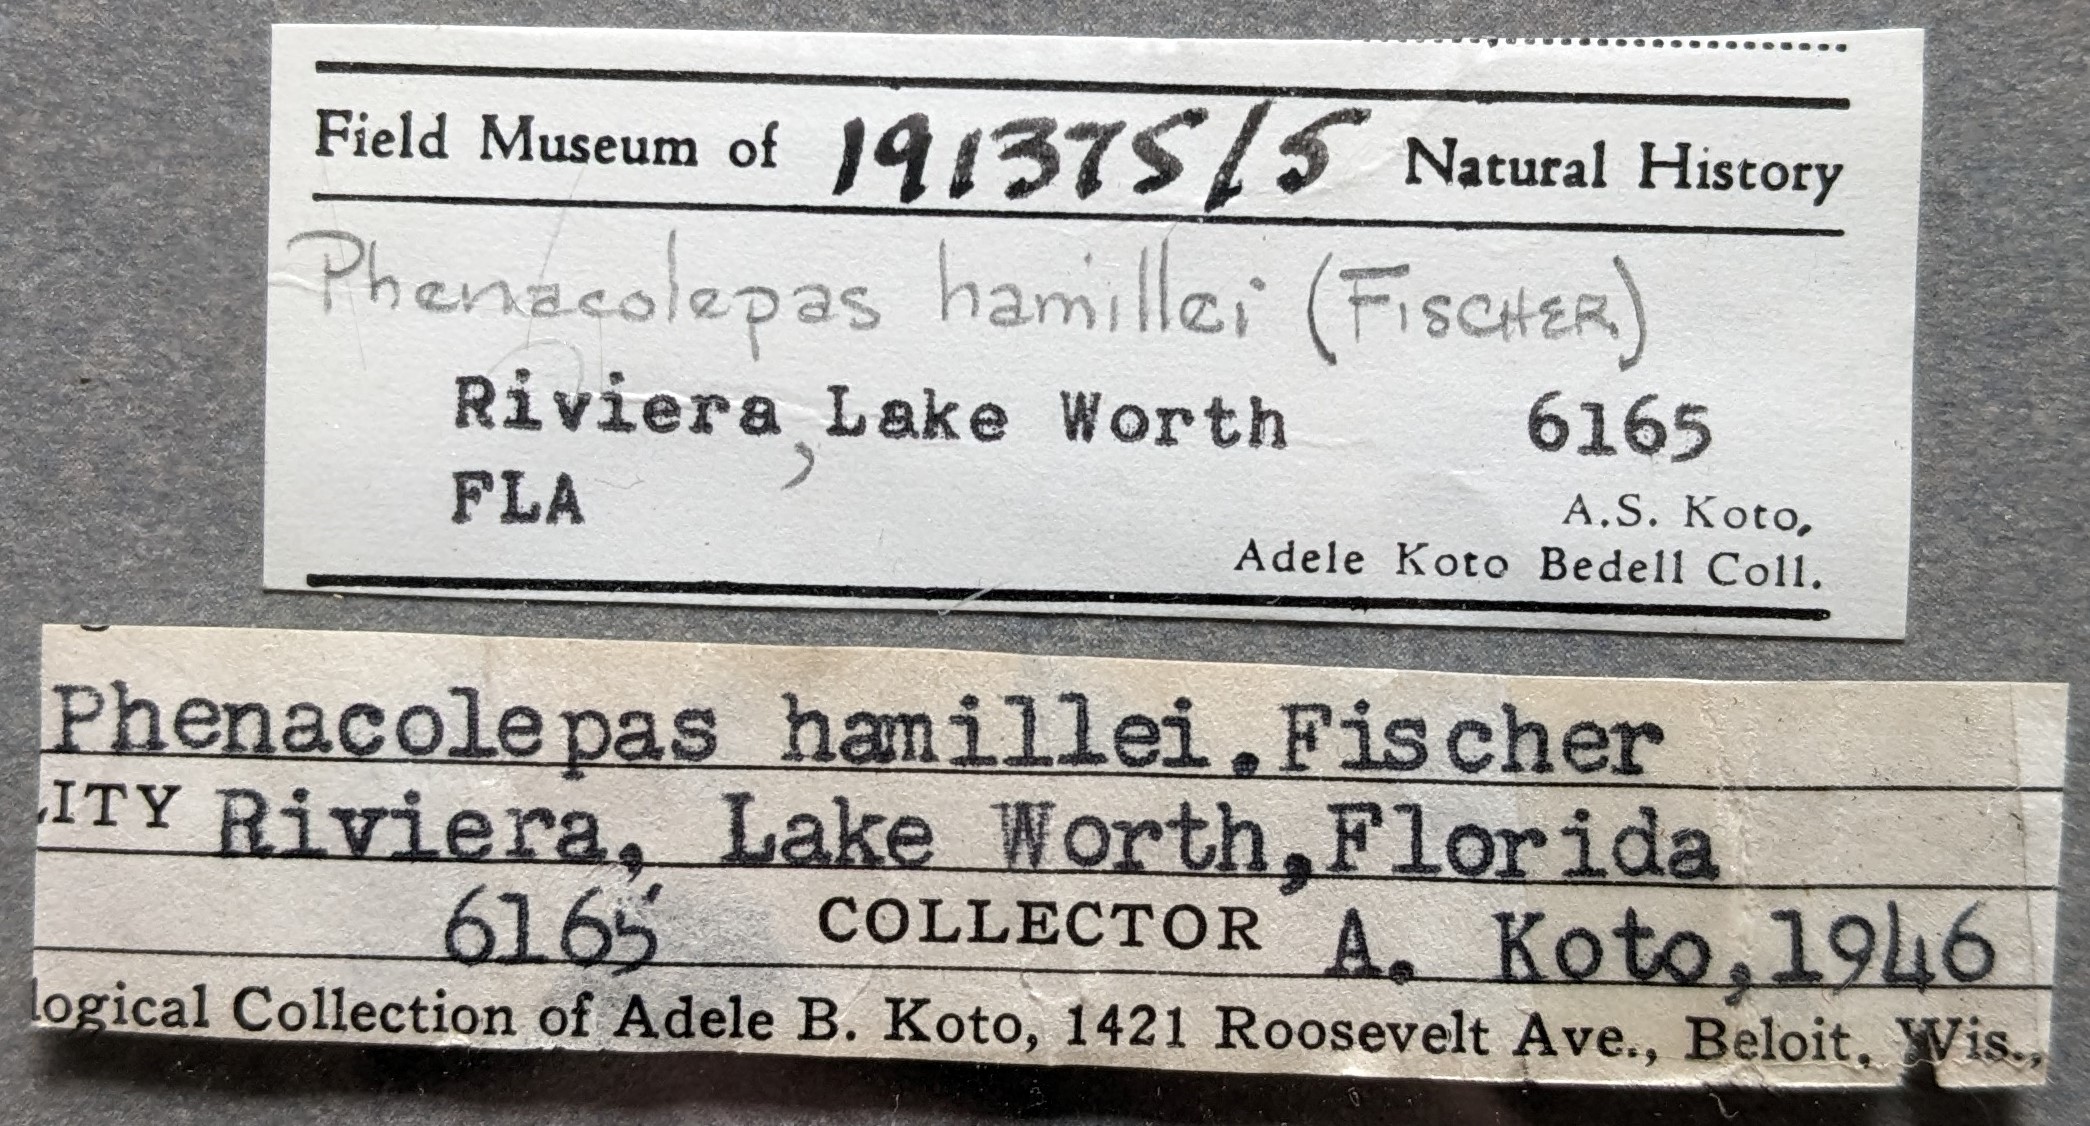 Field Museum of 191375/5 Natural History
Phenacolepas hamillei (FISCHER)
Riviera, Lake Worth 6165
FLA
A.S. Koto,
Adele Koto Bedell Coll.
Phenacolepas hamillei.Fischer
LITY Riviera, Lake Worth,Florida
6165 COLLECTOR A. Koto,1946
logical Collection of Adele B. Koto, 1421 Roosevelt Ave., Beloit, Wis.,